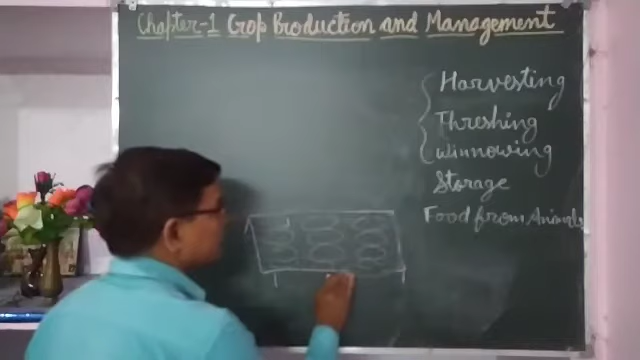 Chapter-1 Crop Production and Management
Harvesting
Threshing
Winnowing
Storage
Food from Animals